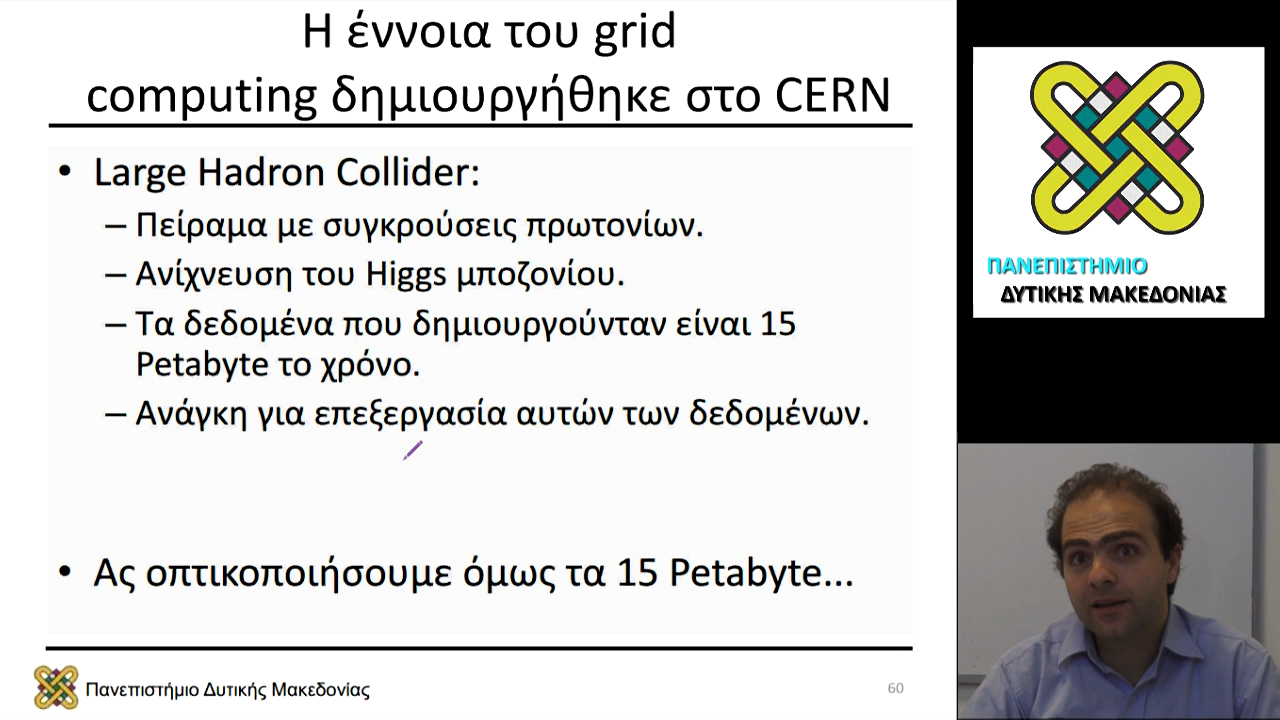 Η έννοια του grid
computing δημιουργήθηκε στο CERN
• Large Hadron Collider:
– Πείραμα με συγκρούσεις πρωτονίων.
– Ανίχνευση του Higgs μποζονίου.
– Τα δεδομένα που δημιουργούνταν είναι 15
Petabyte το χρόνο.
– Ανάγκη για επεξεργασία αυτών των δεδομένων.
• Ας οπτικοποιήσουμε όμως τα 15 Petabyte...
Πανεπιστήμιο Δυτικής Μακεδονίας
60
ΠΑΝΕΠΙΣΤΗΜΙΟ
ΔΥΤΙΚΗΣ ΜΑΚΕΔΟΝΙΑΣ